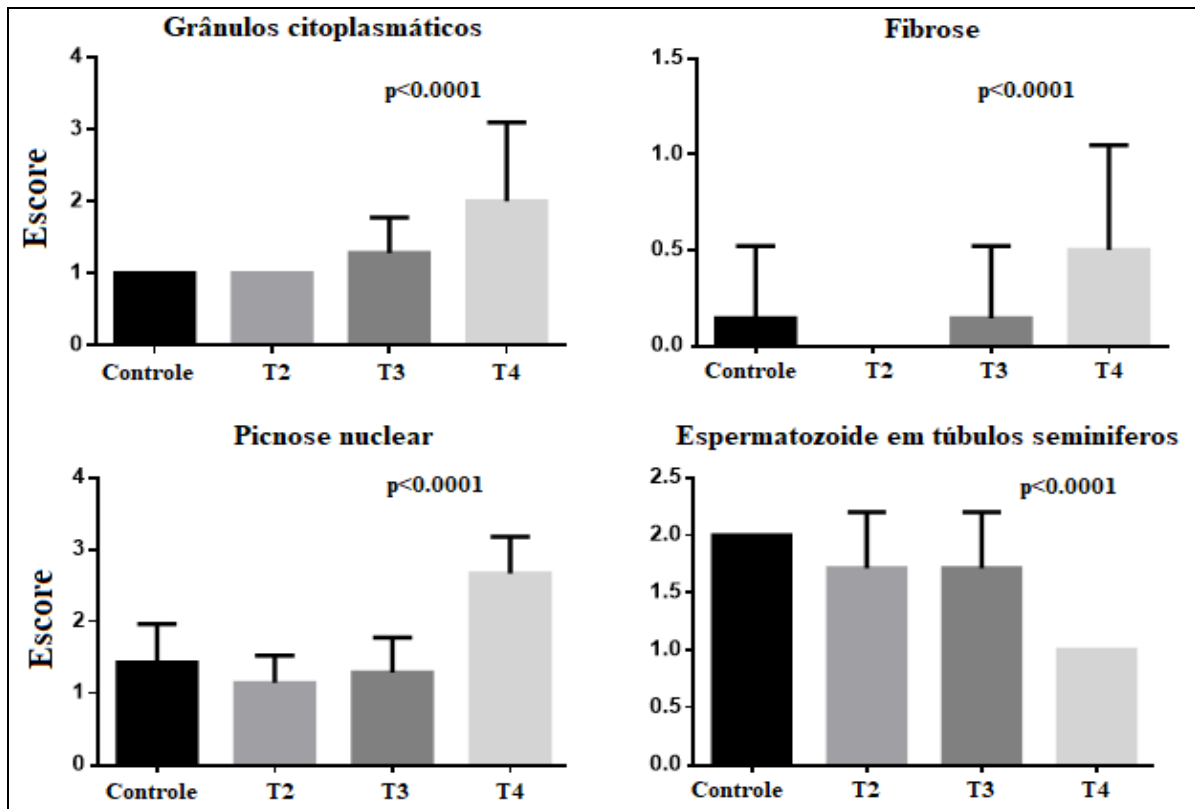 Grânulos citoplasmáticos
Escore
4
3
2
1
0
p<0.0001
Controle T2 T3 T4
Fibrose
1.5
1.0
0.5
0.0
p<0.0001
Controle T2 T3 T4
Picnose nuclear
Escore
4
3
2
1
0
p<0.0001
Controle T2 T3 T4
Espermatozoide em túbulos seminiferos
2.5
2.0
1.5
1.0
0.5
0.0
p<0.0001
Controle T2 T3 T4